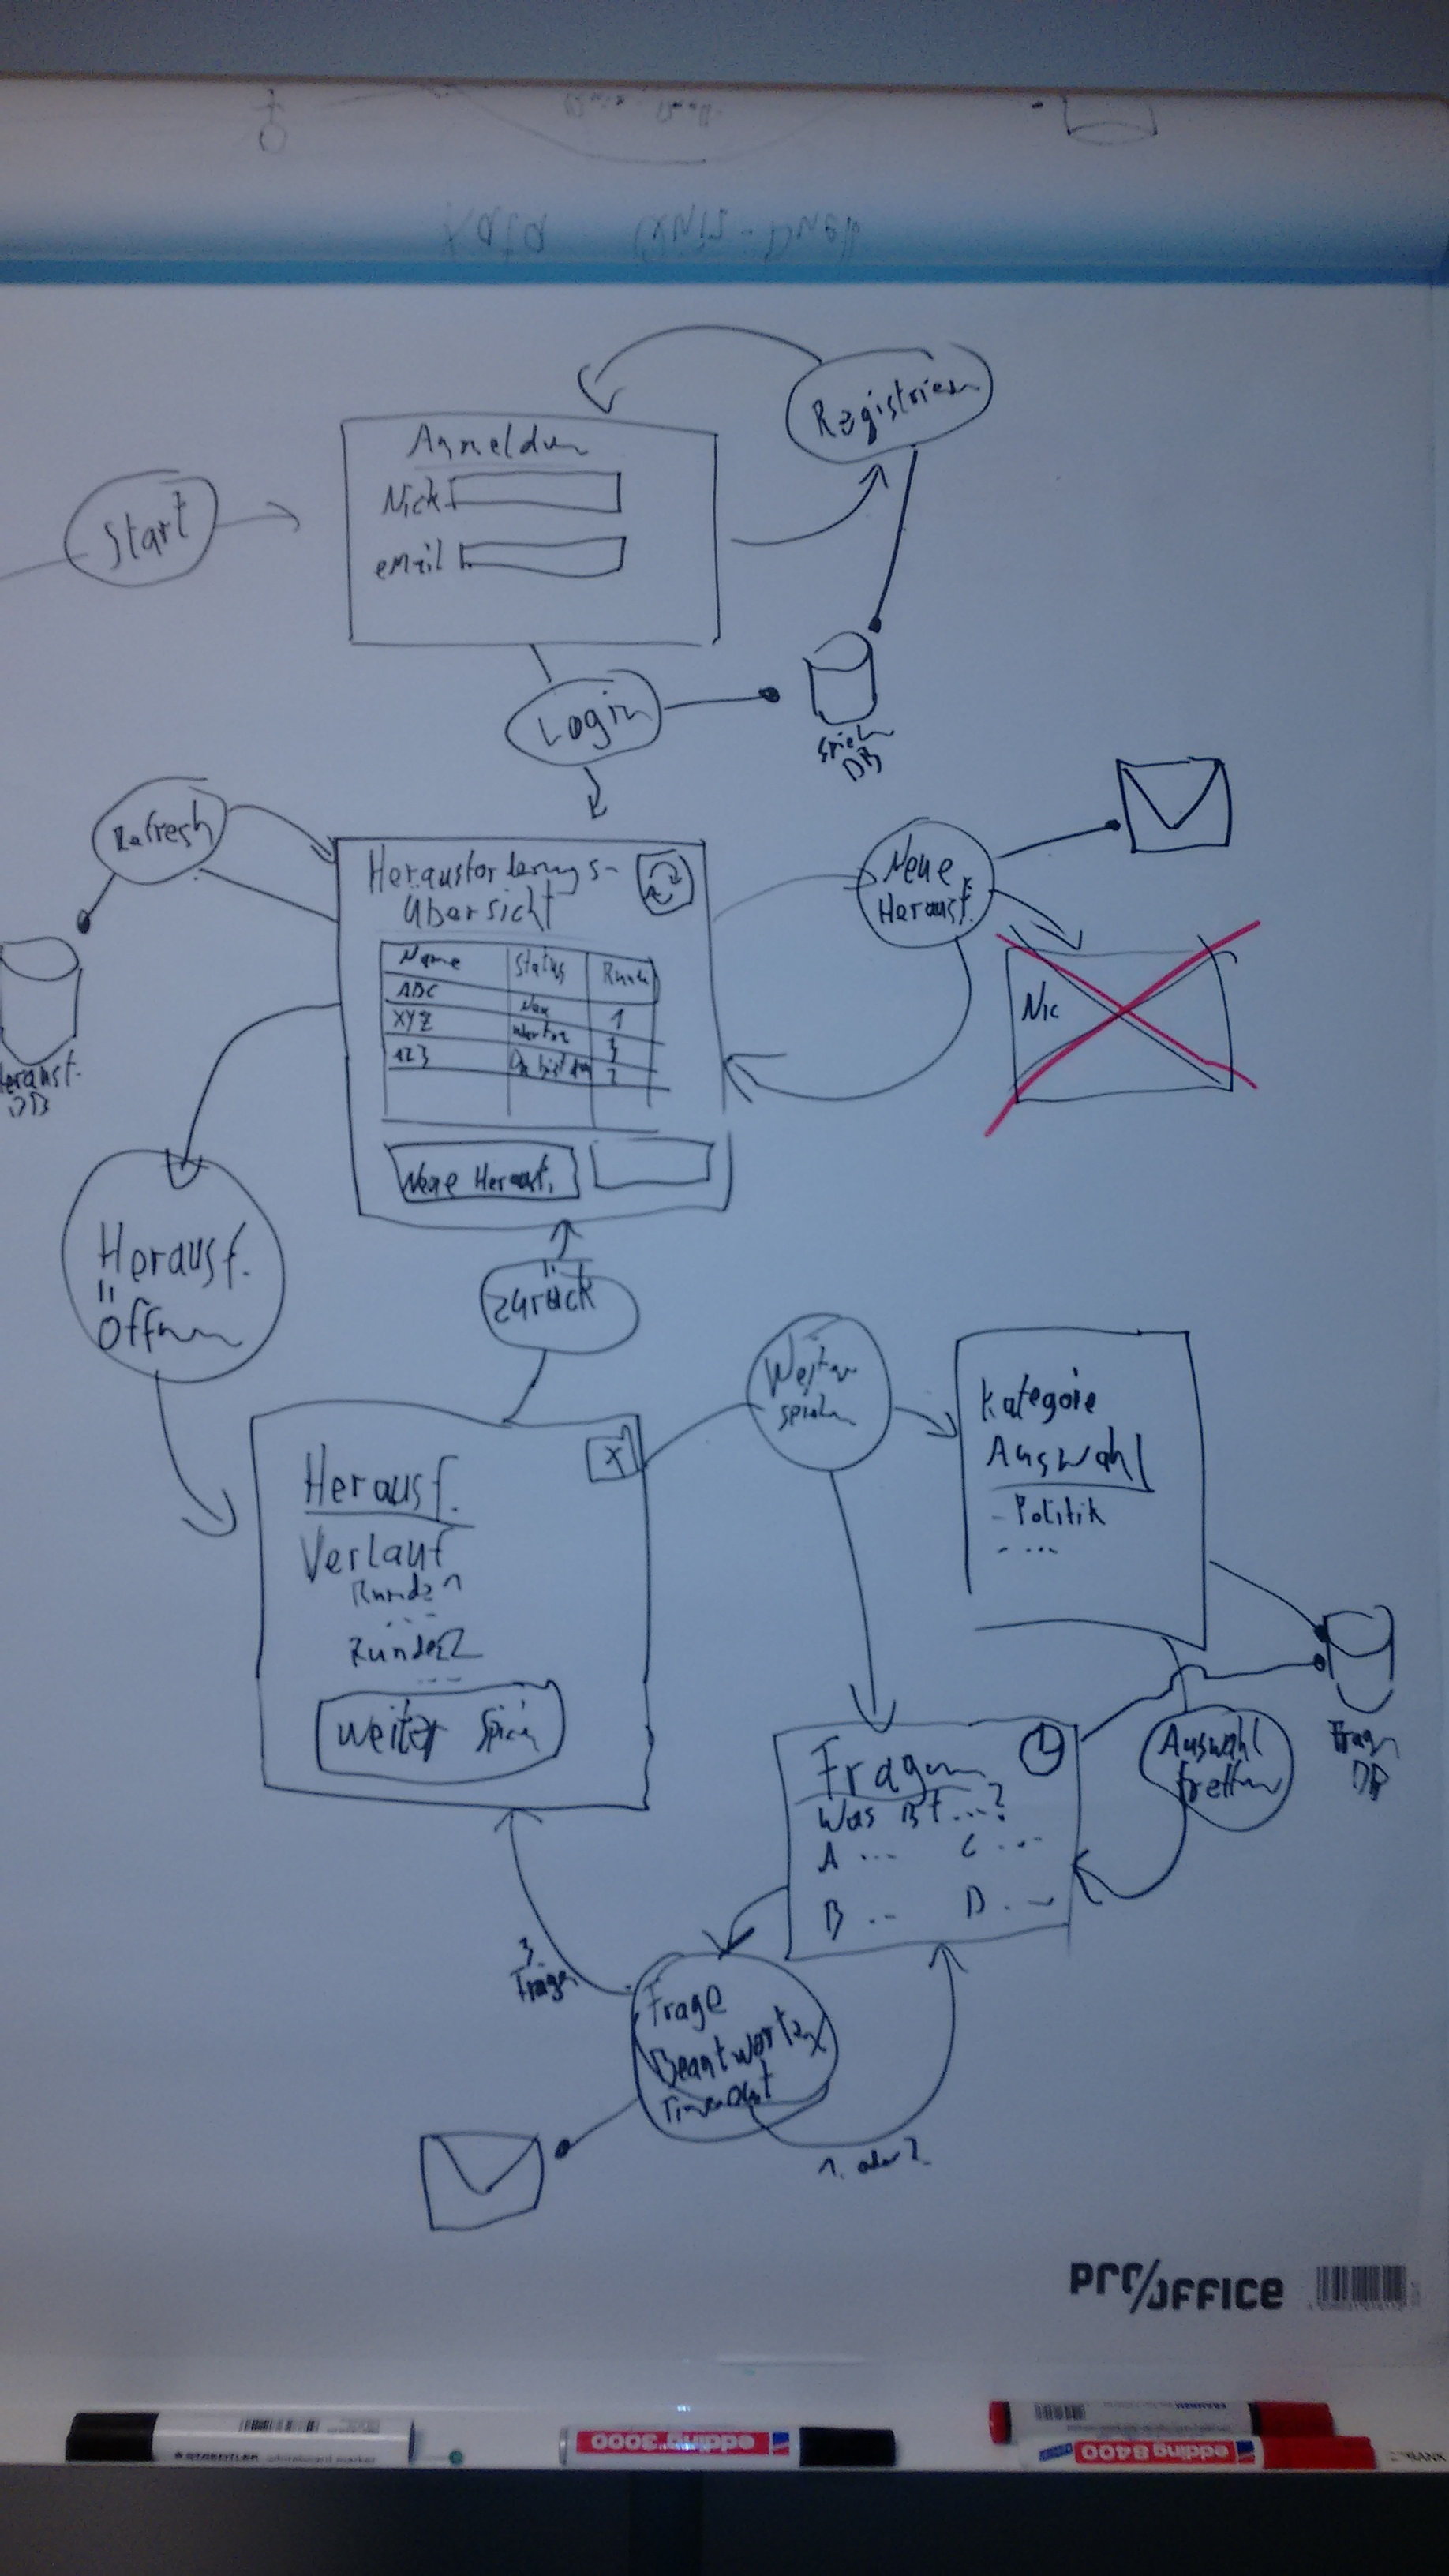 Start
Registrieren
Anmelden
Nick
eMail
Login
Spieler
DB
Refresh
Herausf.
DB
Herausforderungs-
Übersicht
Name Status Runde
ABC Neu 1
XYZ warten 3
123 Du bist dran 2
Neue Herausf.
Neue
Herausf.
Nic
Herausf.
Öffnen
zurück
Weiter
spielen
Kategoie
Auswahl
- Politik
- ...
Herausf.
Verlauf
Runde 1
...
Runde 2
...
weiter Spielen
X
Fragen
Was ist ...?
A ... C ...
B ... D ...
Auswahl
treffen
Fragen
DB
3.
Frage
Frage
Beantworten
Timeout
1. oder 2.
PRO/OFFICE
STAEDTLER whiteboard marker
edding 3000
edding 8400